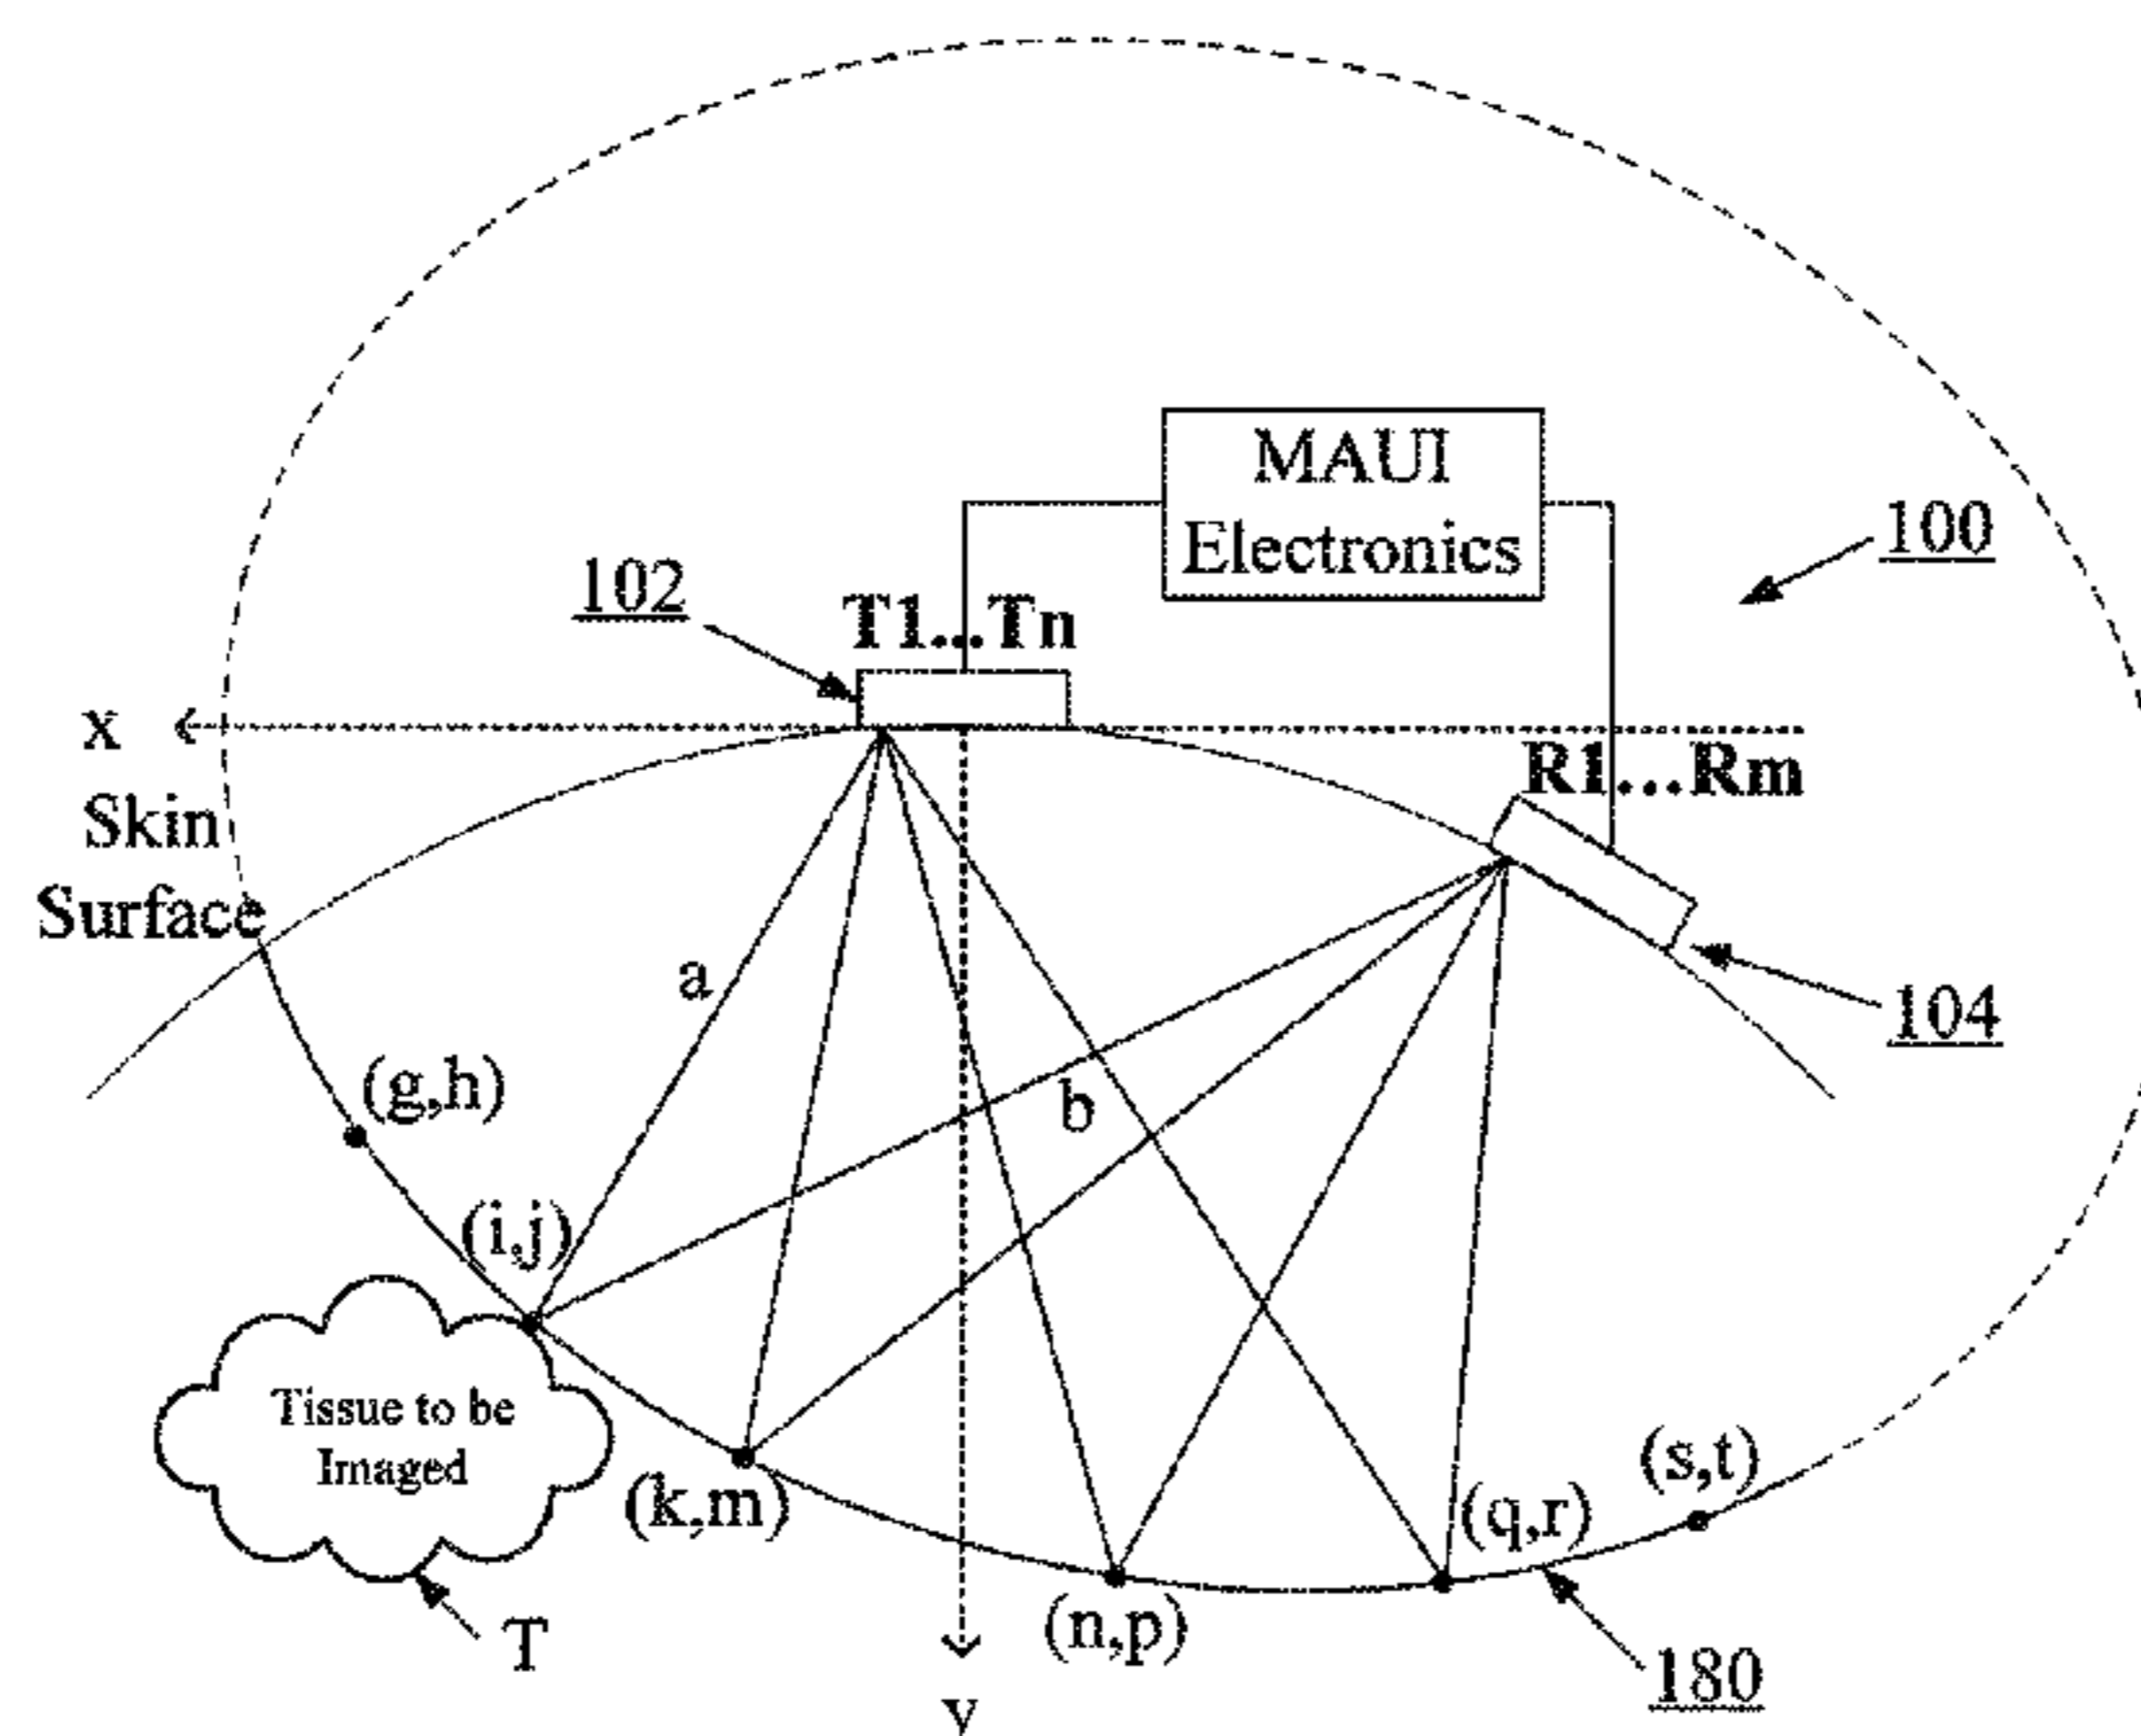 MAUI
Electronics
100
102
T1...Tn
x
R1...Rm
Skin
Surface
a
104
(g,h)
b
(i,j)
Tissue to be
Imaged
(s,t)
(k,m)
(q,r)
(n,p)
T
180
y